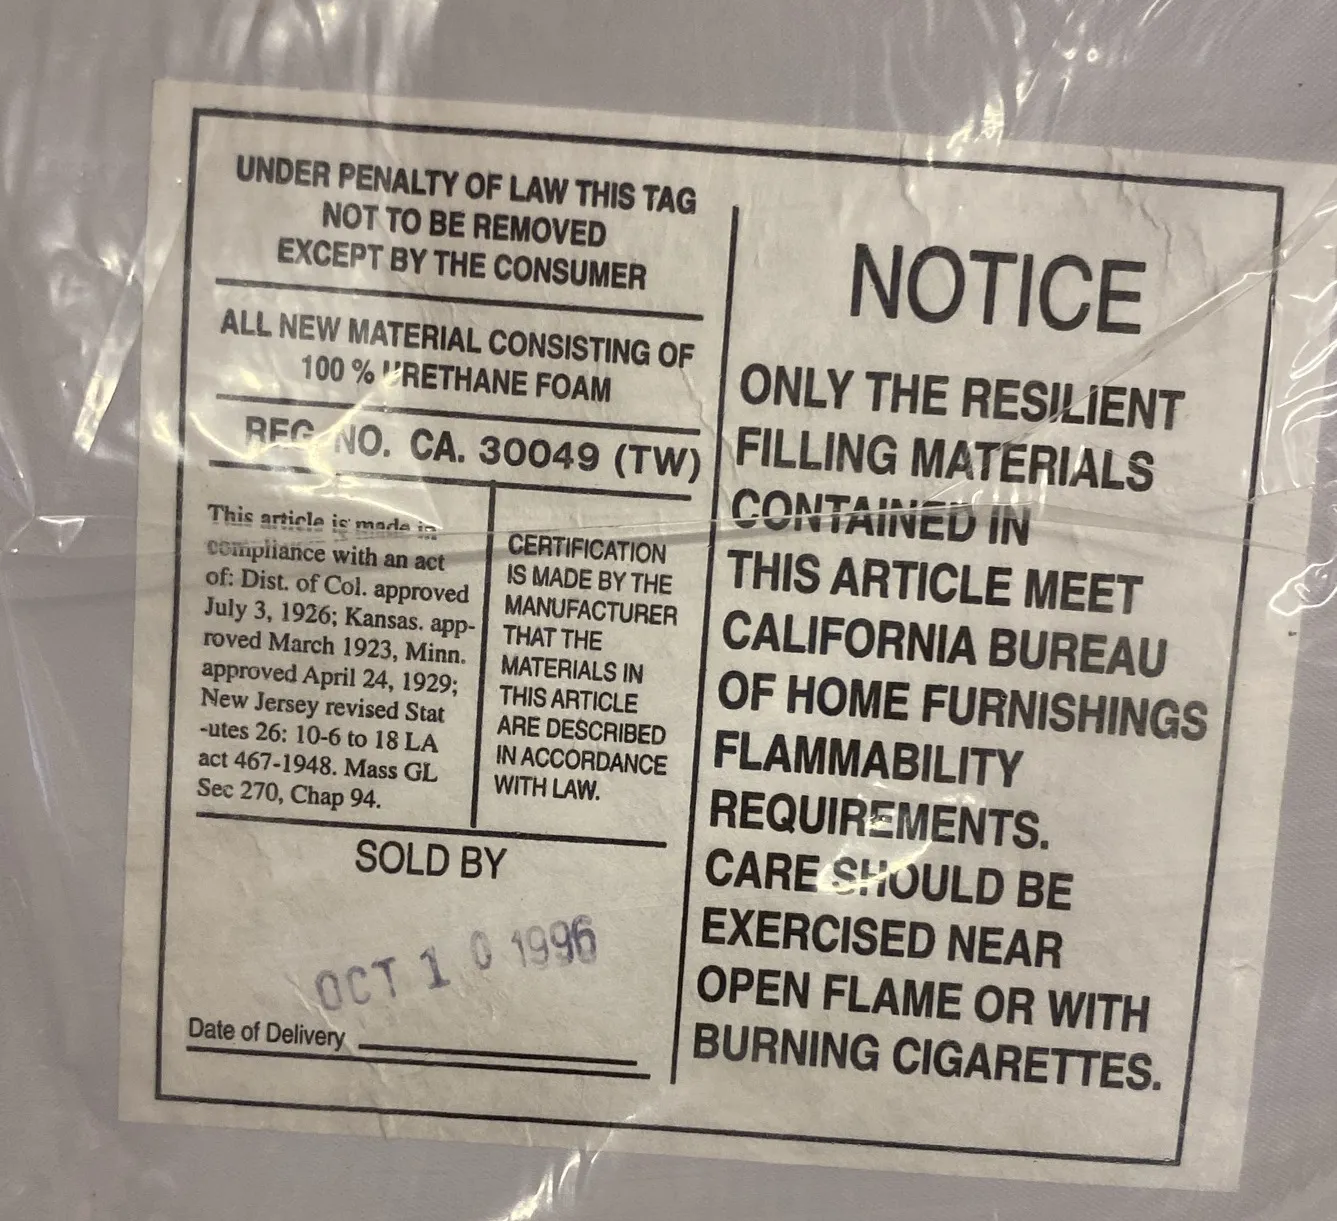 UNDER PENALTY OF LAW THIS TAG
NOT TO BE REMOVED
EXCEPT BY THE CONSUMER
ALL NEW MATERIAL CONSISTING OF
100 % URETHANE FOAM
REG. NO. CA. 30049 (TW)
This article is made in
compliance with an act
of: Dist. of Col. approved
July 3, 1926; Kansas. app-
roved March 1923, Minn.
approved April 24, 1929;
New Jersey revised Stat
-utes 26: 10-6 to 18 LA
act 467-1948. Mass GL
Sec 270, Chap 94.
CERTIFICATION
IS MADE BY THE
MANUFACTURER
THAT THE
MATERIALS IN
THIS ARTICLE
ARE DESCRIBED
IN ACCORDANCE
WITH LAW.
SOLD BY
OCT 1 0 1996
Date of Delivery
NOTICE
ONLY THE RESILIENT
FILLING MATERIALS
CONTAINED IN
THIS ARTICLE MEET
CALIFORNIA BUREAU
OF HOME FURNISHINGS
FLAMMABILITY
REQUIREMENTS.
CARE SHOULD BE
EXERCISED NEAR
OPEN FLAME OR WITH
BURNING CIGARETTES.